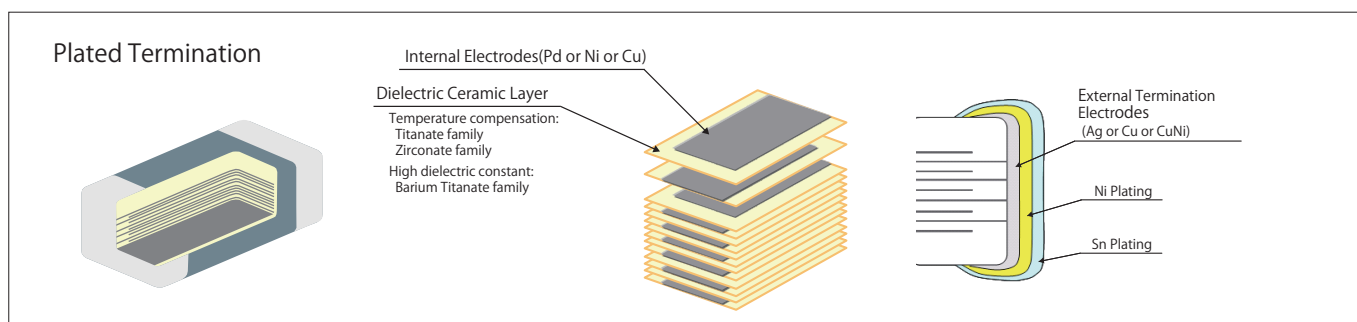 Plated Termination
Internal Electrodes(Pd or Ni or Cu)
Dielectric Ceramic Layer
Temperature compensation:
Titanate family
Zirconate family
High dielectric constant:
Barium Titanate family
External Termination
Electrodes
(Ag or Cu or CuNi)
Ni Plating
Sn Plating